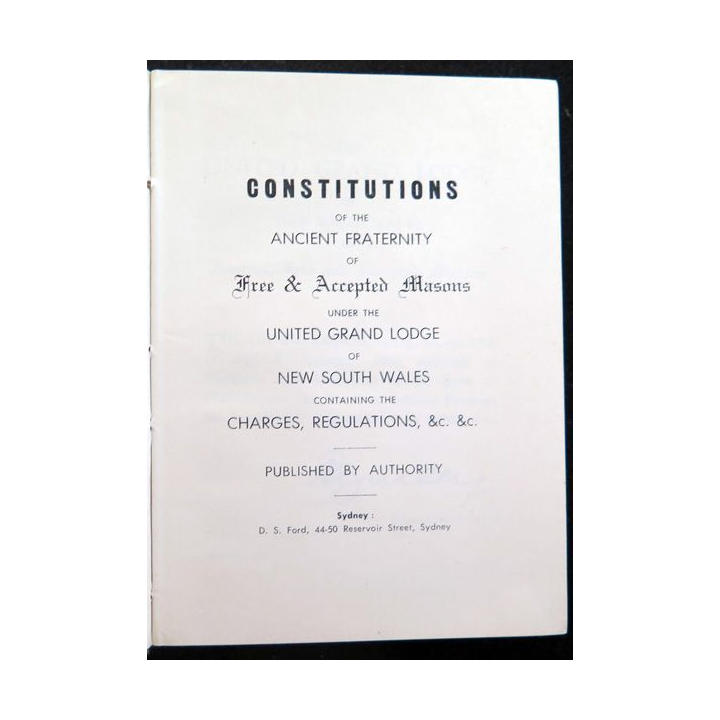 CONSTITUTIONS
OF THE
ANCIENT FRATERNITY
OF
Free & Accepted Masons
UNDER THE
UNITED GRAND LODGE
OF
NEW SOUTH WALES
CONTAINING THE
CHARGES, REGULATIONS, &c. &c.
PUBLISHED BY AUTHORITY
Sydney :
D. S. Ford, 44-50 Reservoir Street, Sydney